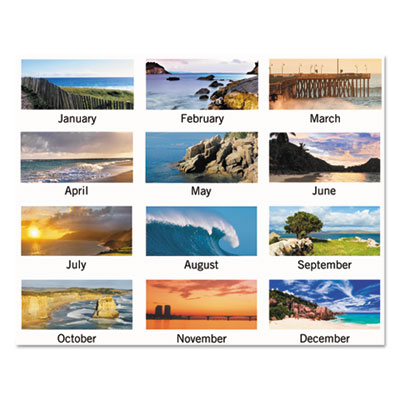 January February March
April May June
July August September
October November December